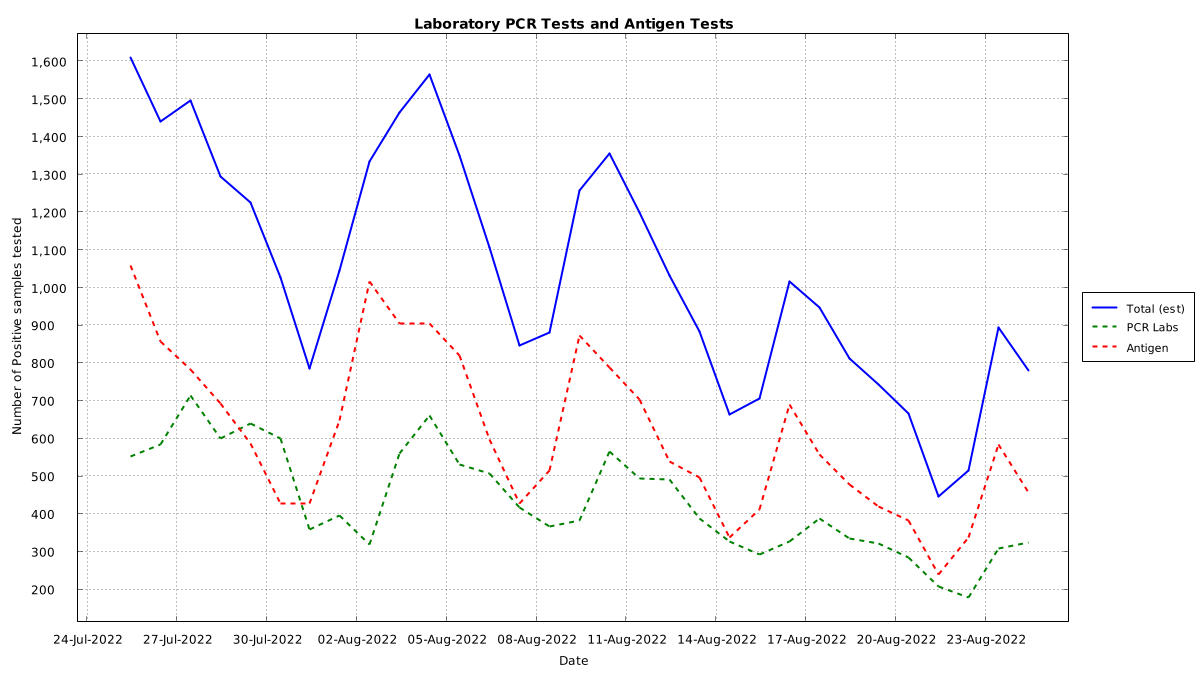 Laboratory PCR Tests and Antigen Tests
1,600
1,500
1,400
1,300
1,200
1,100
1,000
900
800
700
600
500
400
300
200
Number of Positive samples tested
24-Jul-2022 27-Jul-2022 30-Jul-2022 02-Aug-2022 05-Aug-2022 08-Aug-2022 11-Aug-2022 14-Aug-2022 17-Aug-2022 20-Aug-2022 23-Aug-2022
Date
Total (est)
PCR Labs
Antigen